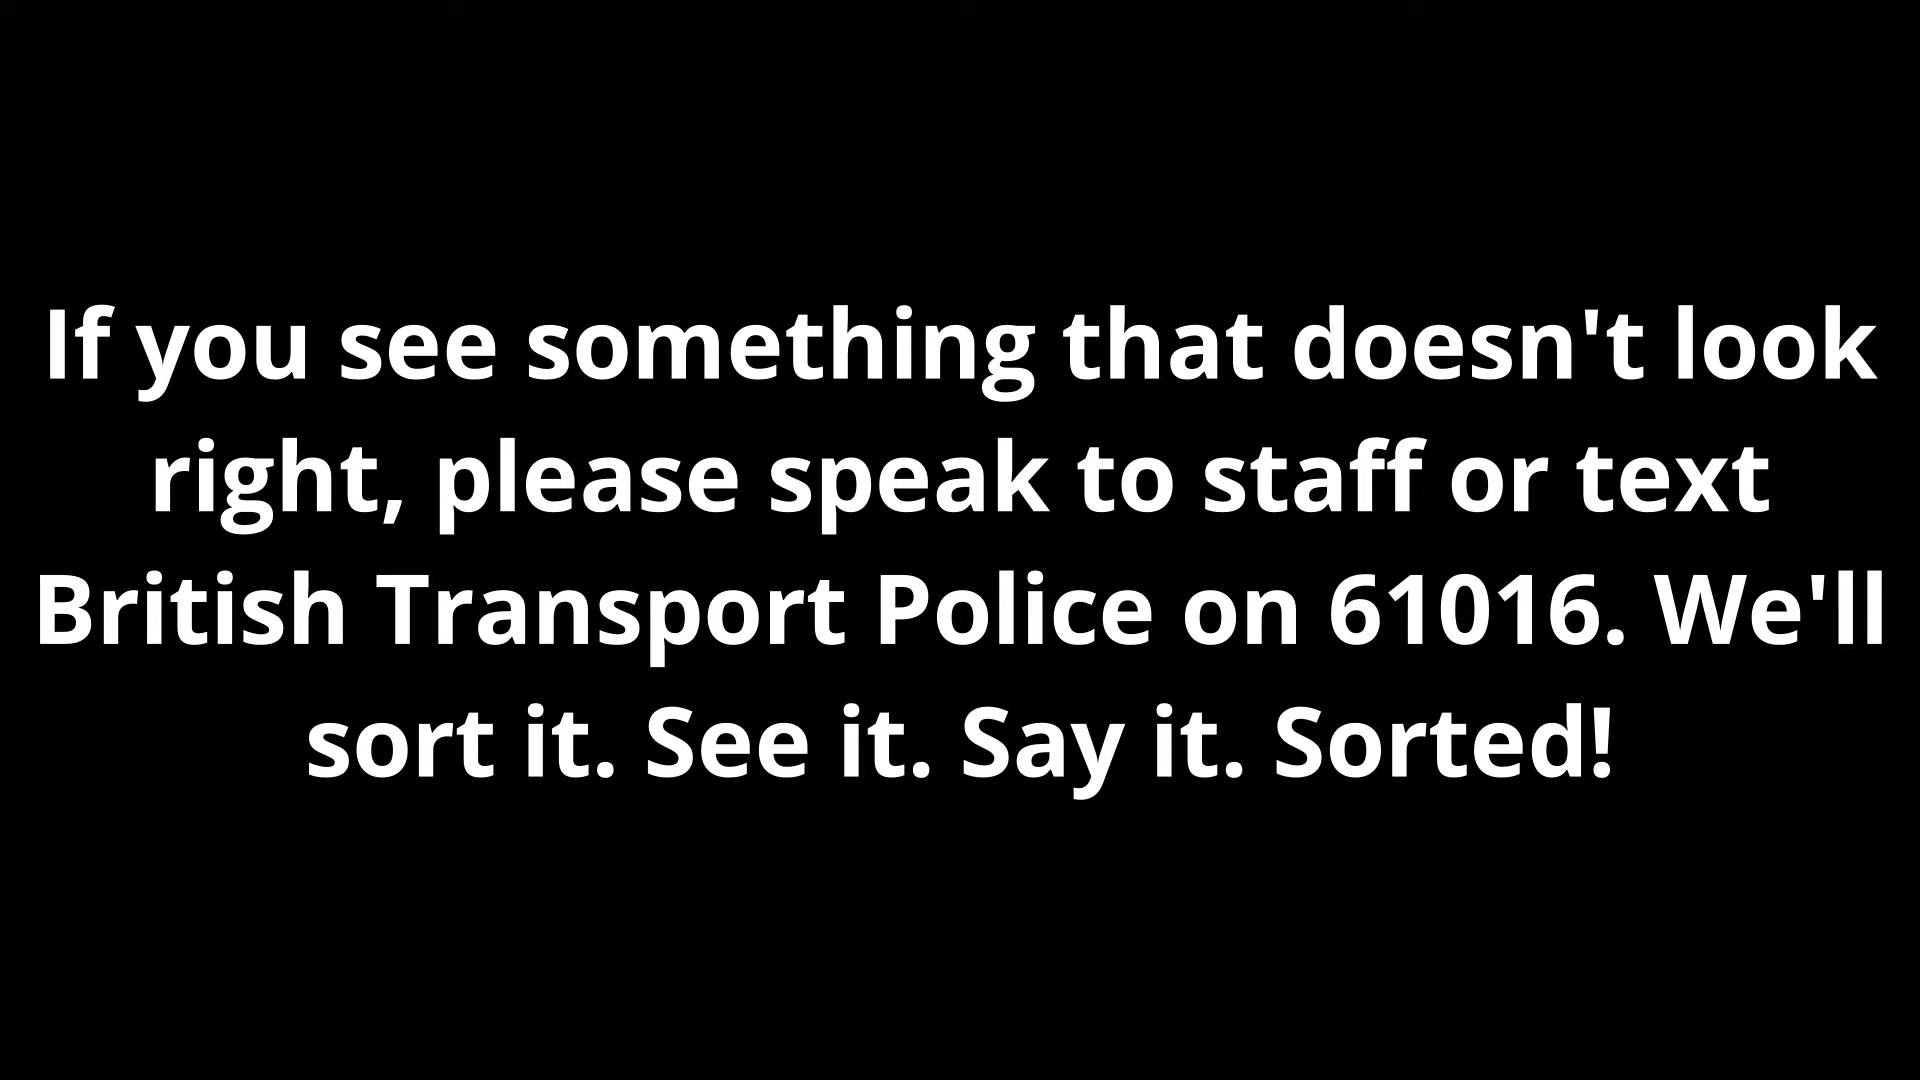 If you see something that doesn't look
right, please speak to staff or text
British Transport Police on 61016. We'll
sort it. See it. Say it. Sorted!